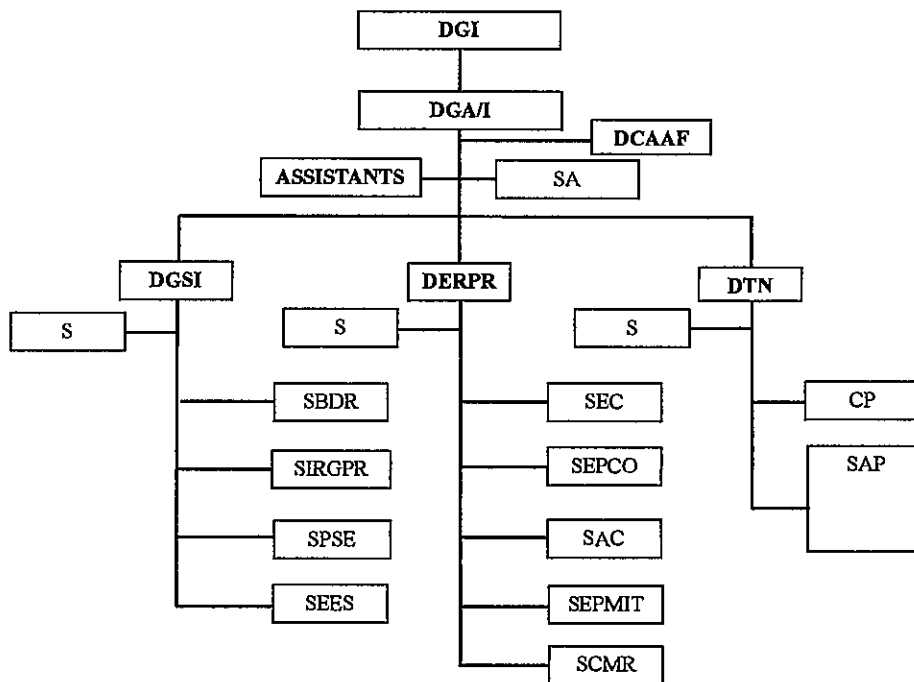 DGI
DGA/I
DCAAF
ASSISTANTS
SA
DGSI
DERPR
DTN
S
S
S
SBDR
SEC
CP
SIRGPR
SEPCO
SAP
SPSE
SAC
SEES
SEPMIT
SCMR